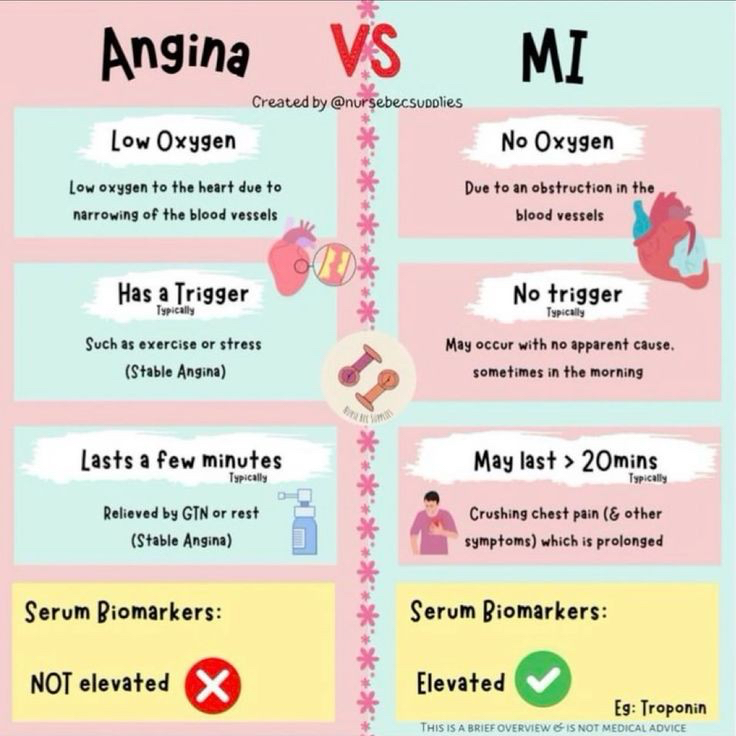 Angina VS MI
Created by @nursebecsupplies
Low Oxygen
Low oxygen to the heart due to
narrowing of the blood vessels
No Oxygen
Due to an obstruction in the
blood vessels
Has a Trigger
Typically
Such as exercise or stress
(Stable Angina)
No trigger
Typically
May occur with no apparent cause,
sometimes in the morning
NURSE BEC SUPPLIES
Lasts a few minutes
Typically
Relieved by GTN or rest
(Stable Angina)
May last > 20mins
Typically
Crushing chest pain (& other
symptoms) which is prolonged
Serum Biomarkers:
NOT elevated
Serum Biomarkers:
Elevated
Eg: Troponin
THIS IS A BRIEF OVERVIEW & IS NOT MEDICAL ADVICE